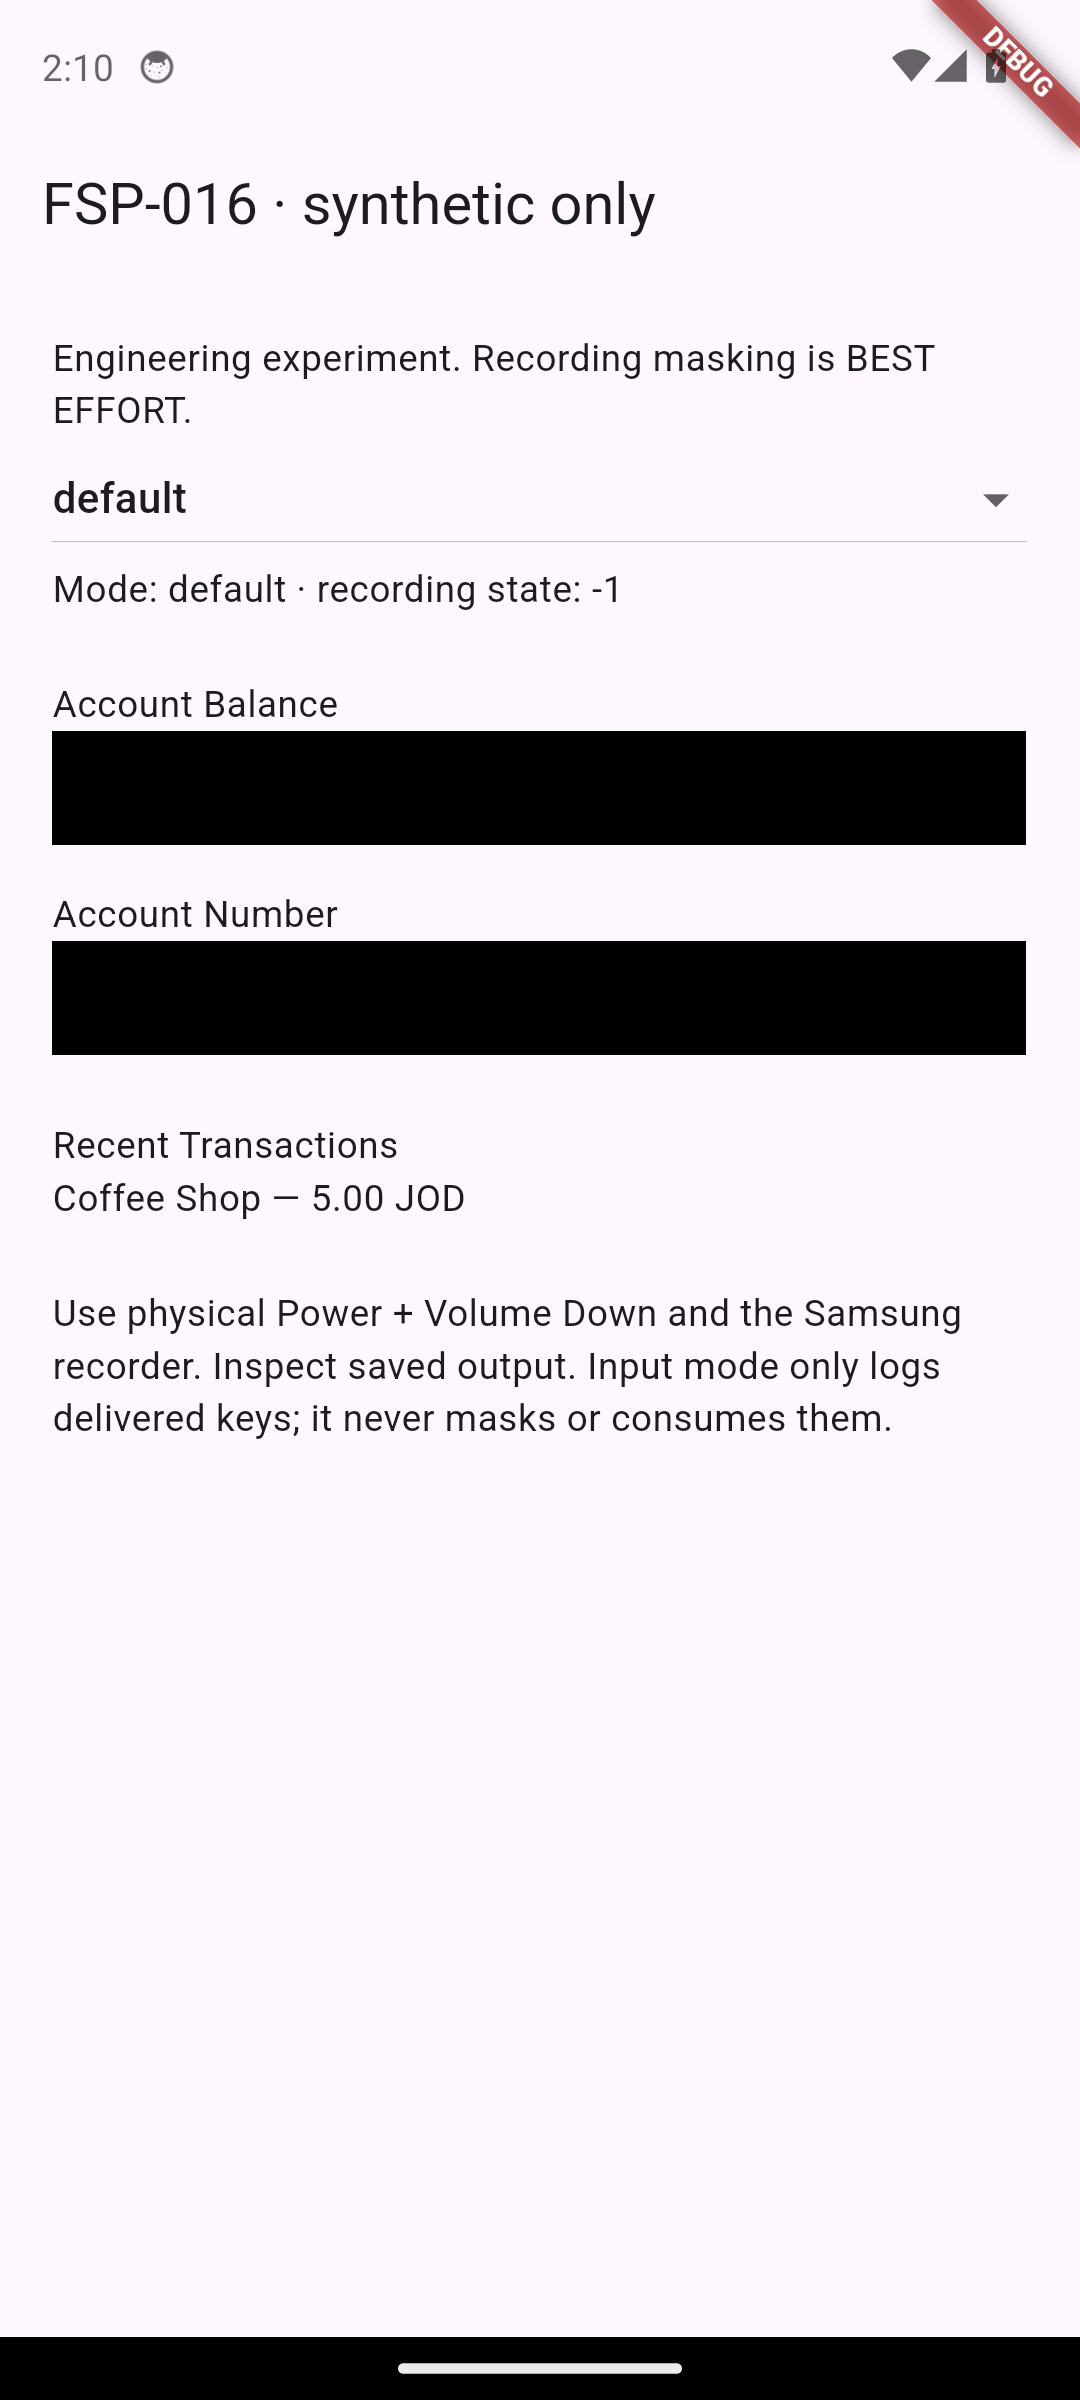 2:10
DEBUG
FSP-016 · synthetic only
Engineering experiment. Recording masking is BEST
EFFORT.
default
Mode: default · recording state: -1
Account Balance
Account Number
Recent Transactions
Coffee Shop — 5.00 JOD
Use physical Power + Volume Down and the Samsung
recorder. Inspect saved output. Input mode only logs
delivered keys; it never masks or consumes them.